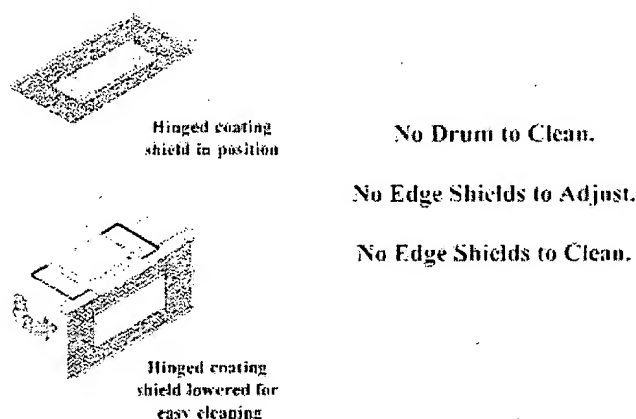 Hinged coating
shield in position
No Drum to Clean.
No Edge Shields to Adjust.
No Edge Shields to Clean.
Hinged coating
shield lowered for
easy cleaning